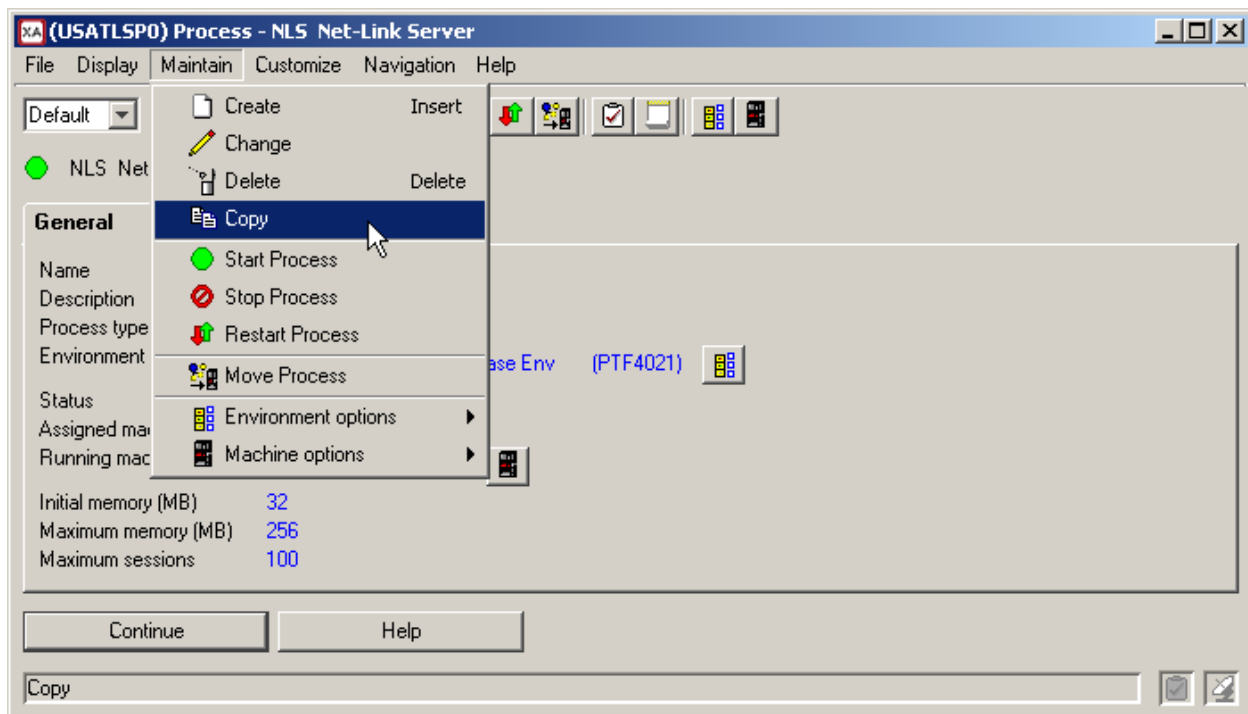 XA (USATLSP0) Process - NLS Net-Link Server
File Display Maintain Customize Navigation Help
Default
Create Insert
Change
Delete Delete
Copy
Start Process
Stop Process
Restart Process
Move Process
Environment options
Machine options
NLS Net
General
Name
Description
Process type
Environment ase Env (PTF4021)
Status
Assigned ma
Running mac
Initial memory (MB) 32
Maximum memory (MB) 256
Maximum sessions 100
Continue Help
Copy